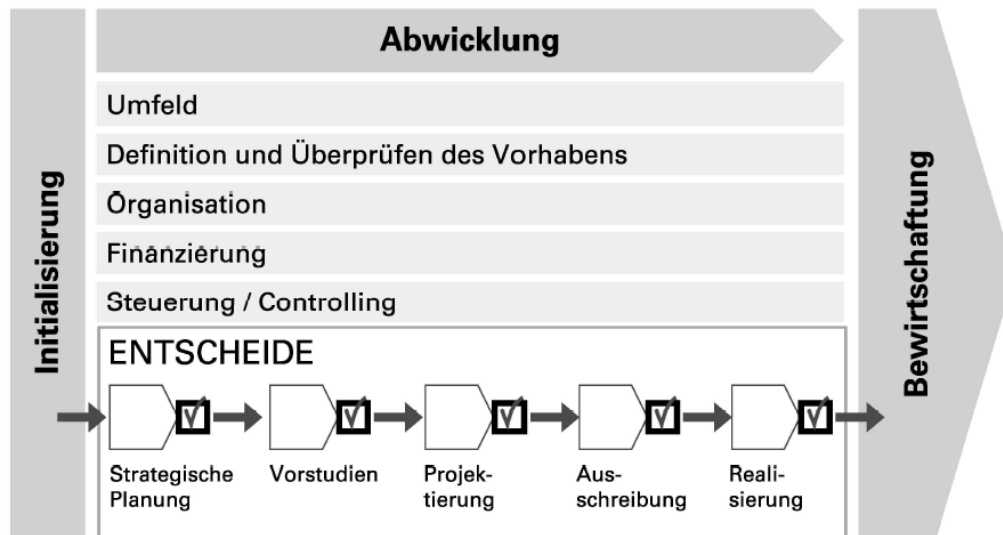 Abwicklung
Initialisierung
Umfeld
Definition und Überprüfen des Vorhabens
Organisation
Finanzierung
Steuerung / Controlling
ENTSCHEIDE
Strategische
Planung
Vorstudien
Projek-
tierung
Aus-
schreibung
Reali-
sierung
Bewirtschaftung